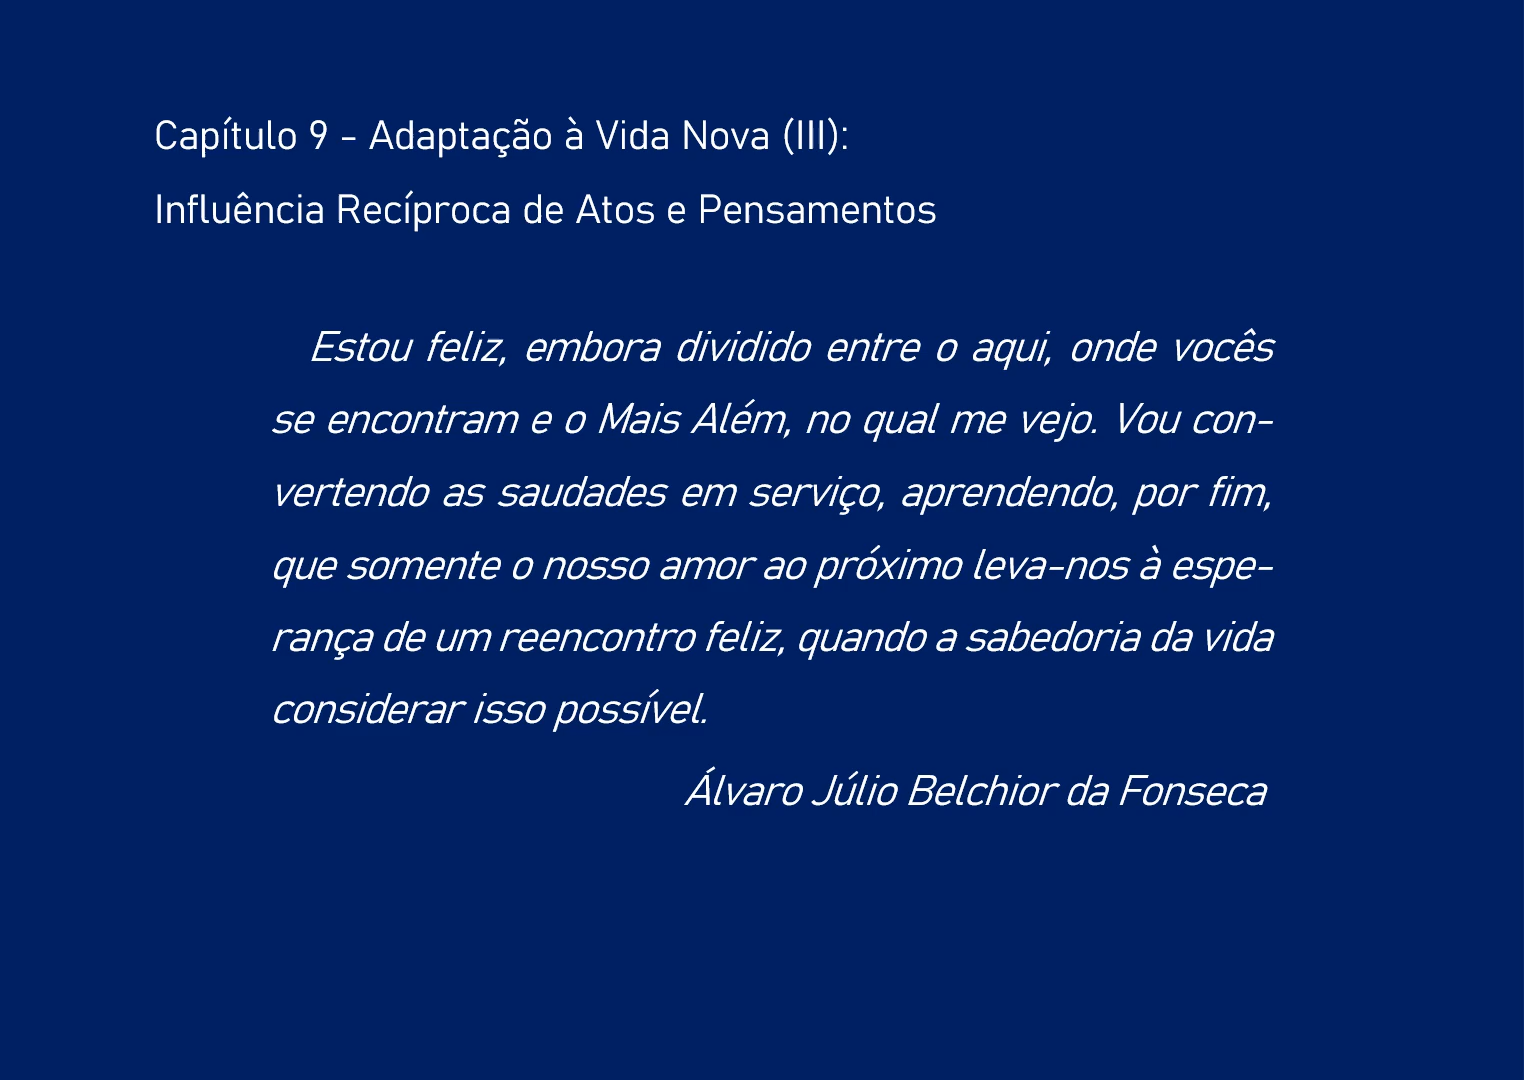 Capítulo 9 - Adaptação à Vida Nova (III):
Influência Recíproca de Atos e Pensamentos
Estou feliz, embora dividido entre o aqui, onde vocês
se encontram e o Mais Além, no qual me vejo. Vou con-
vertendo as saudades em serviço, aprendendo, por fim,
que somente o nosso amor ao próximo leva-nos à espe-
rança de um reencontro feliz, quando a sabedoria da vida
considerar isso possível.
Álvaro Júlio Belchior da Fonseca